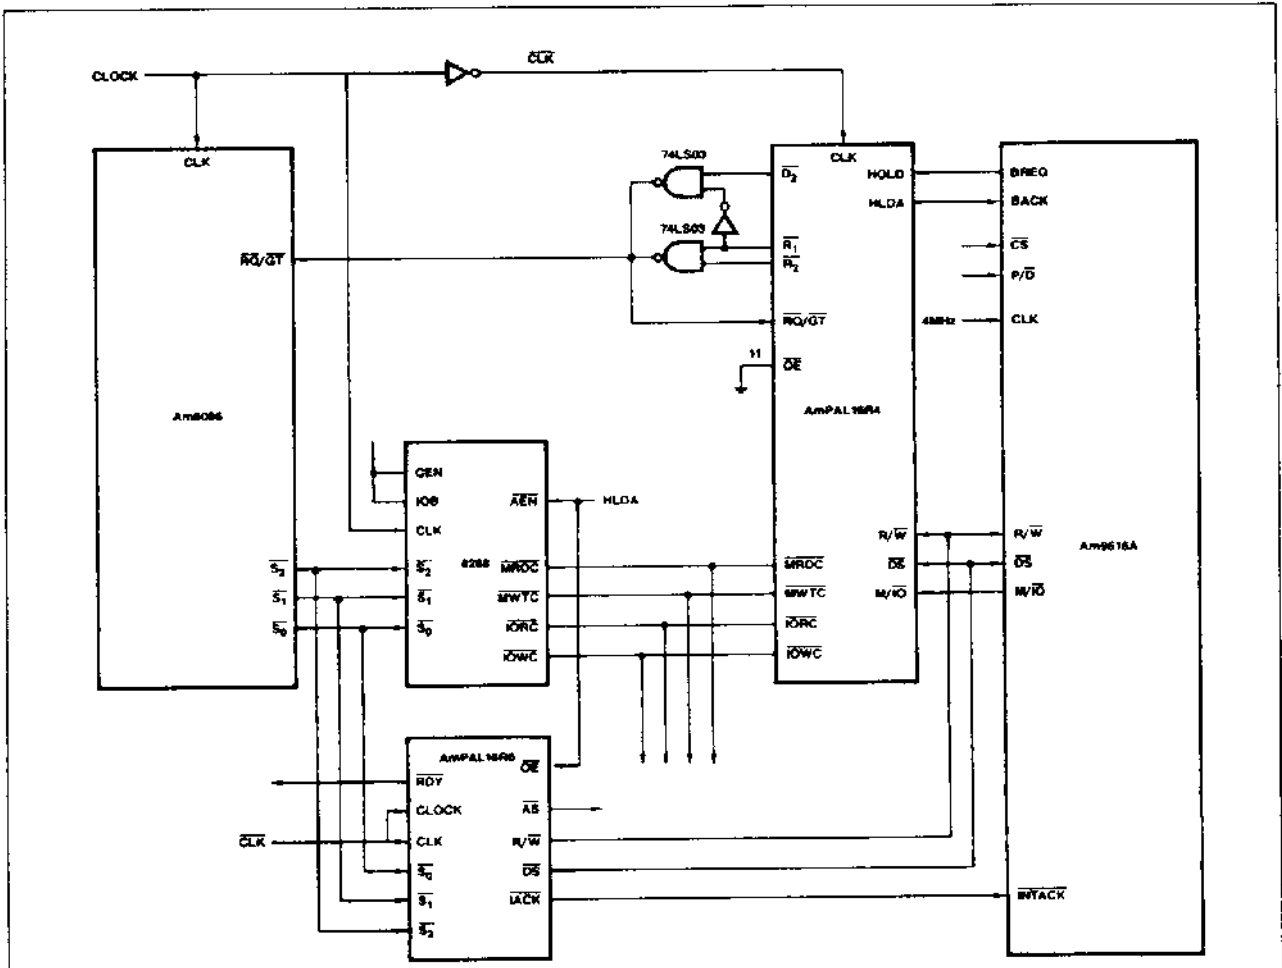 CLOCK
CLK
CLK
CLK
74LS03
D2
HOLD
BREQ
HLDA
BACK
74LS03
R1
CS
RQ/GT
R2
P/D
RQ/GT
4MHz
CLK
11
OE
AmPAL16R4
CEN
IOB
AEN
HLDA
CLK
R/W
R/W
Am9516A
S2
S2
8288
MRDC
MRDC
DS
DS
S1
S1
MWTC
MWTC
M/IO
M/IO
S0
S0
IORC
IORC
IOWC
IOWC
OE
RDY
CLOCK
AS
CLK
CLK
R/W
S0
DS
S1
IACK
INTACK
S2